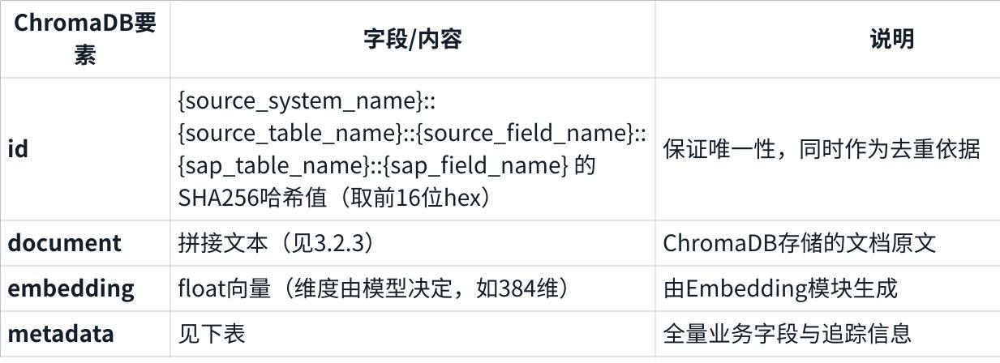 ChromaDB要
素
字段/内容
说明
id
{source_system_name}::
{source_table_name}::{source_field_name}::
{sap_table_name}::{sap_field_name} 的
SHA256哈希值（取前16位hex）
保证唯一性，同时作为去重依据
document
拼接文本（见3.2.3）
ChromaDB存储的文档原文
embedding
float向量（维度由模型决定，如384维）
由Embedding模块生成
metadata
见下表
全量业务字段与追踪信息